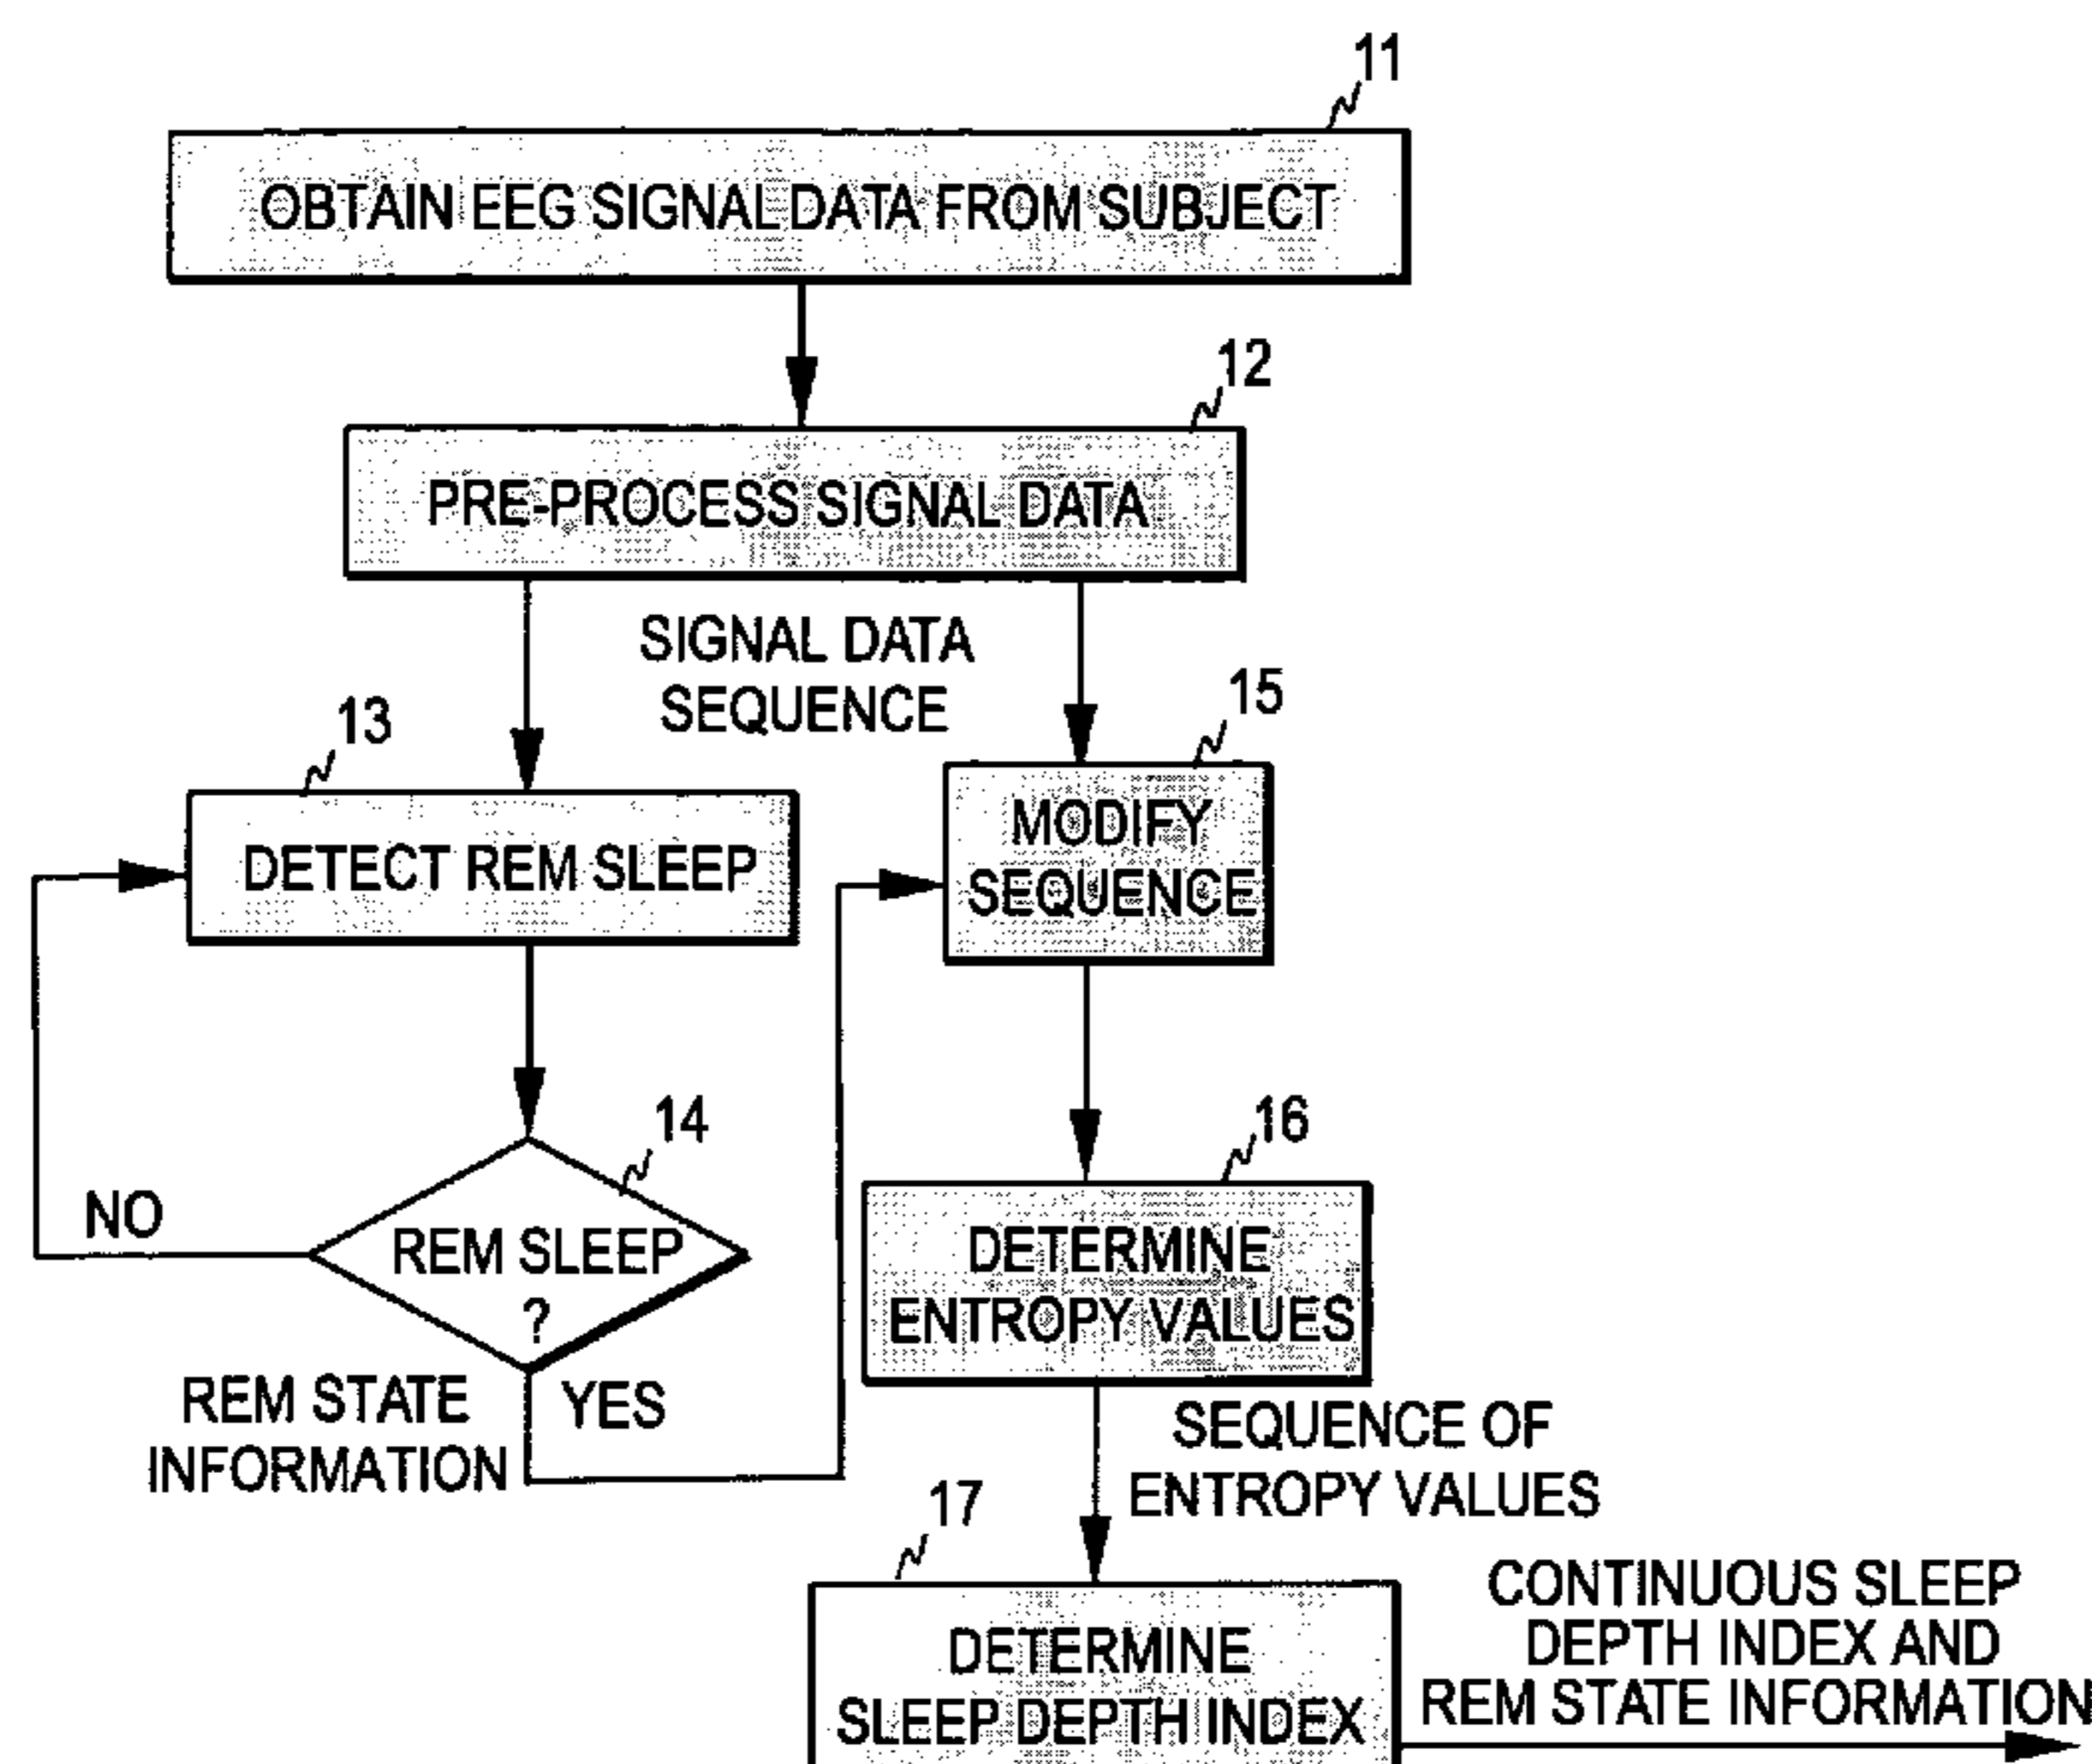 11
OBTAIN EEG SIGNAL DATA FROM SUBJECT
12
PRE-PROCESS SIGNAL DATA
SIGNAL DATA
SEQUENCE
13
DETECT REM SLEEP
15
MODIFY
SEQUENCE
14
REM SLEEP
?
NO
YES
REM STATE
INFORMATION
16
DETERMINE
ENTROPY VALUES
SEQUENCE OF
ENTROPY VALUES
17
DETERMINE
SLEEP DEPTH INDEX
CONTINUOUS SLEEP
DEPTH INDEX AND
REM STATE INFORMATION